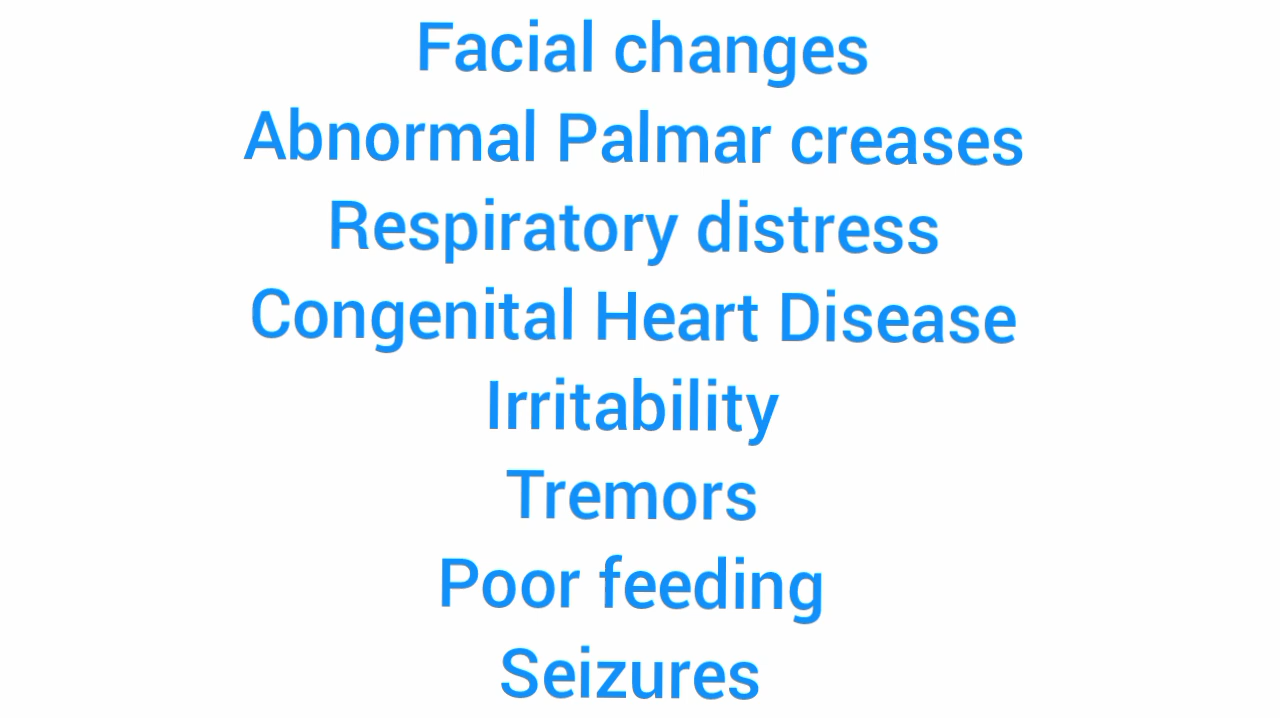 Facial changes
Abnormal Palmar creases
Respiratory distress
Congenital Heart Disease
Irritability
Tremors
Poor feeding
Seizures